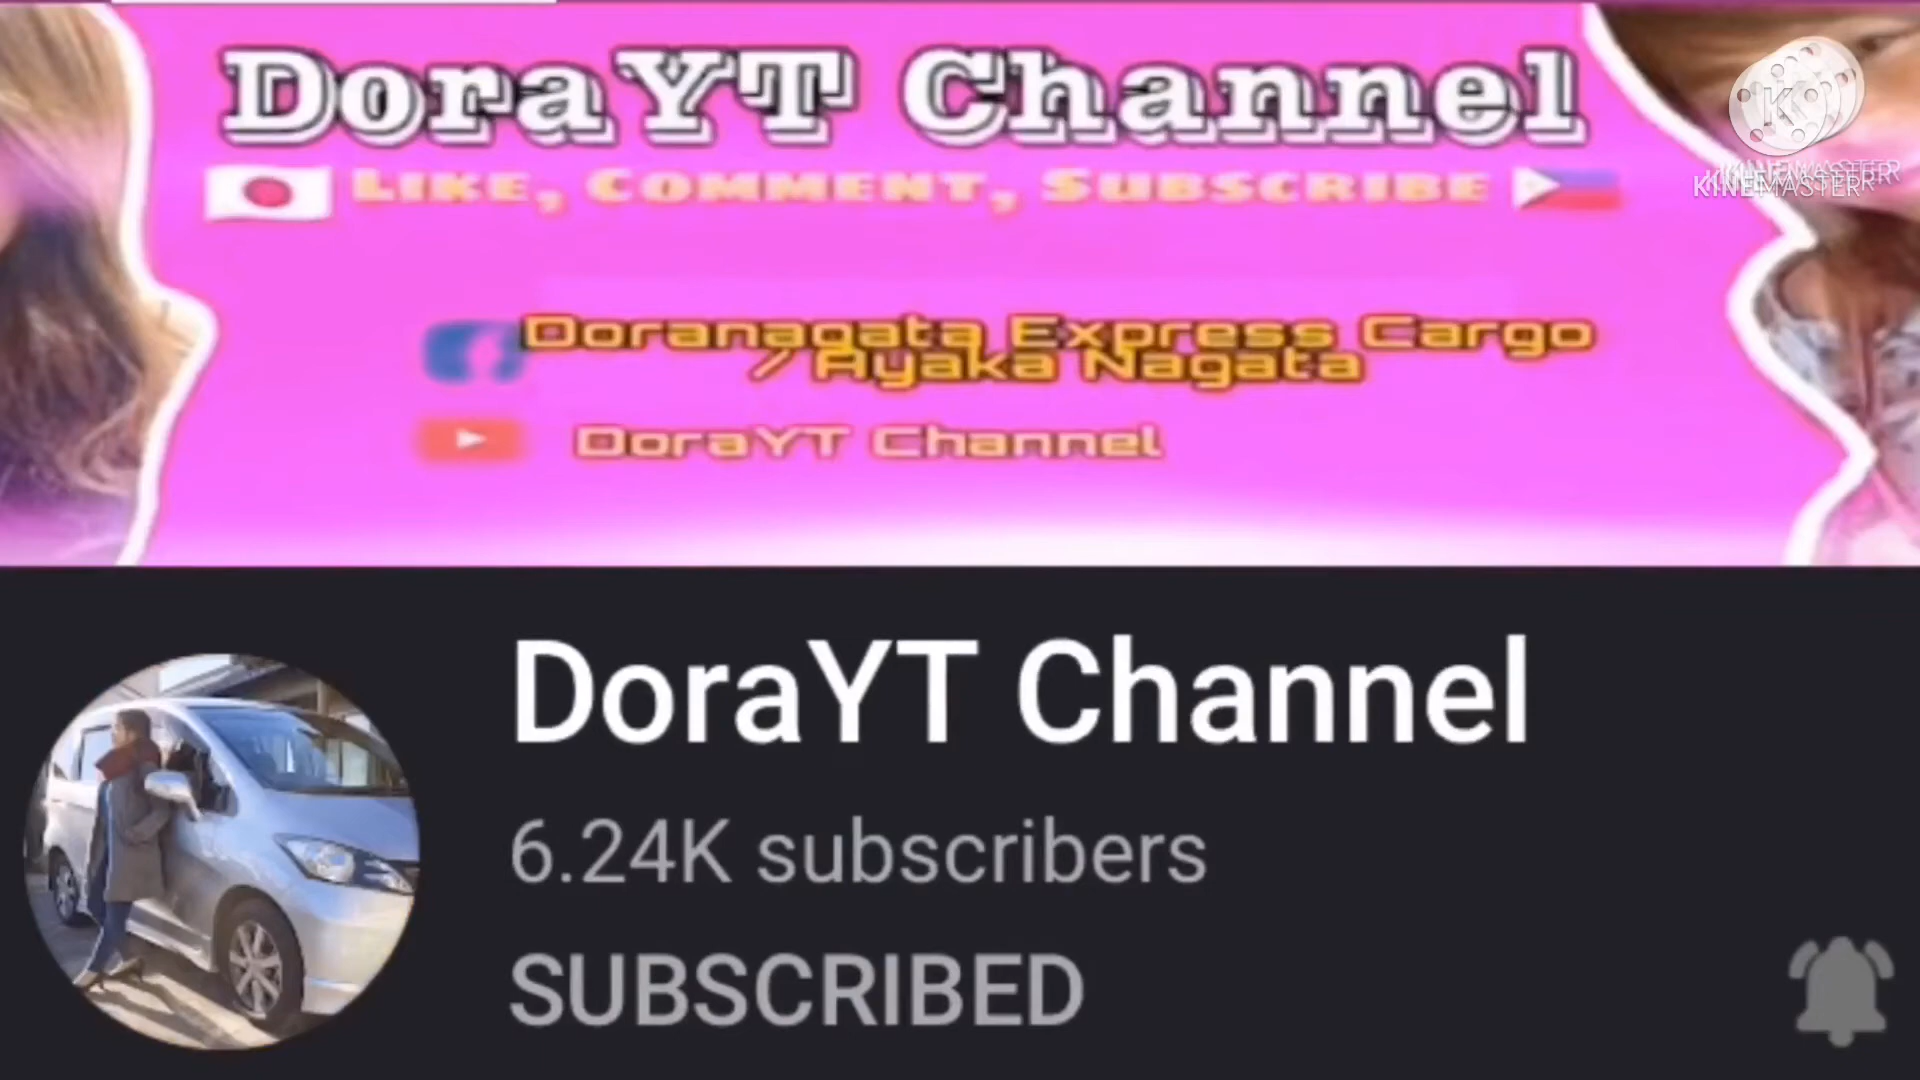 DoraYT Channel
LIKE, COMMENT, SUBSCRIBE
Doranagata Express Cargo
/ Ayaka Nagata
DoraYT Channel
K
KINEMASTER
DoraYT Channel
6.24K subscribers
SUBSCRIBED